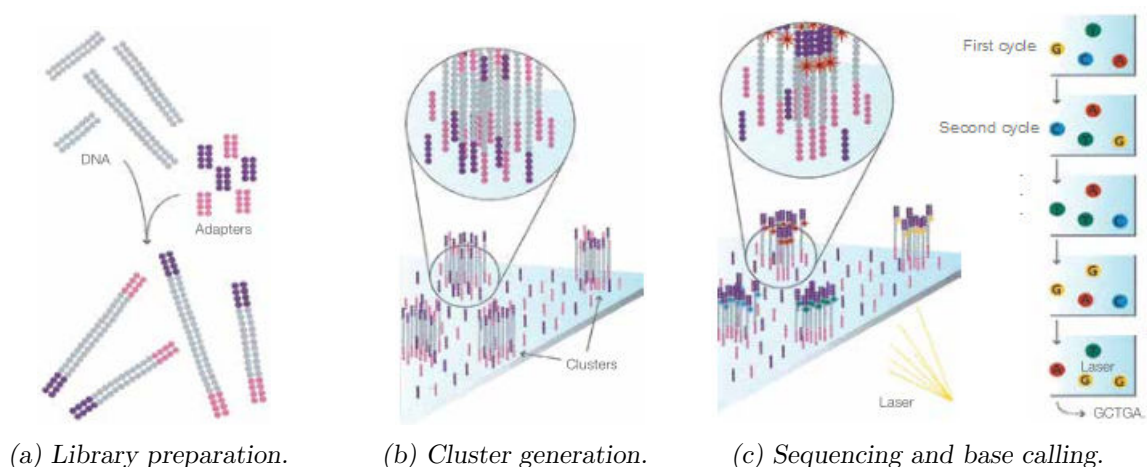 DNA
Adapters
(a) Library preparation.
Clusters
(b) Cluster generation.
Laser
First cycle
T
G
C
A
Second cycle
A
C
T
G
A
T
T
C
G
G
A
C
T
Laser
A
G
G
GCTGA.
(c) Sequencing and base calling.